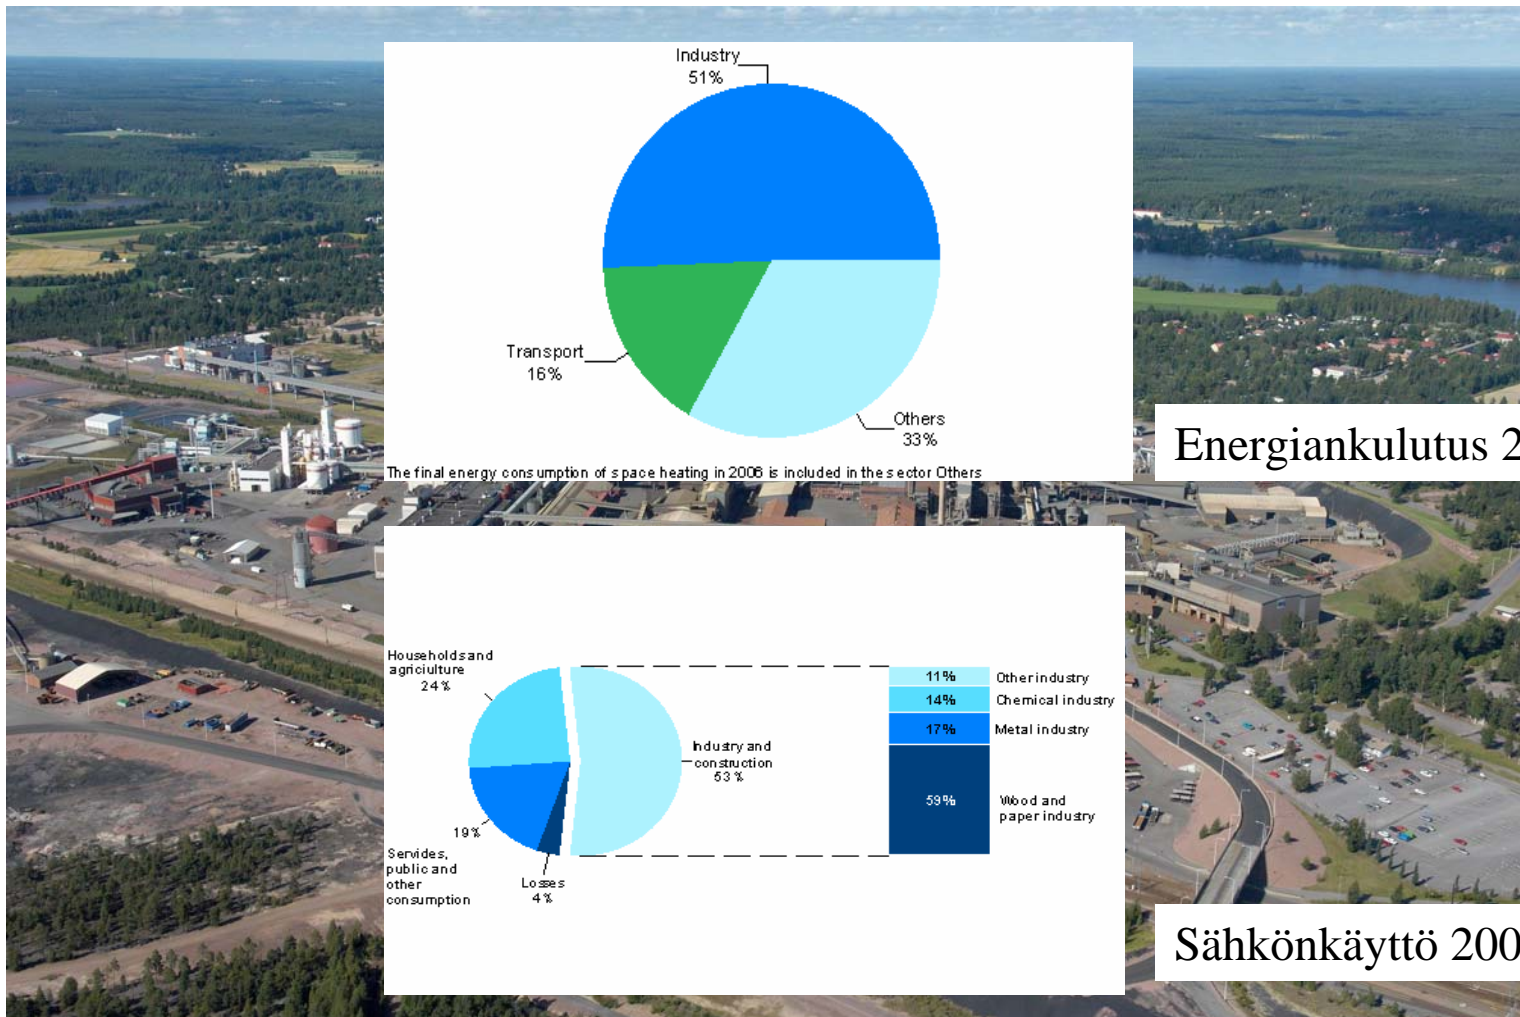 Industry
51%
Transport
16%
Others
33%
The final energy consumption of space heating in 2006 is included in the sector Others
Energiankulutus 2
Households and
agriculture
24%
Industry and
construction
53%
19%
Servides,
public and
other
consumption
Losses
4%
11%
Other industry
14%
Chemical industry
17%
Metal industry
59%
Wood and
paper industry
Sähkönkäyttö 200